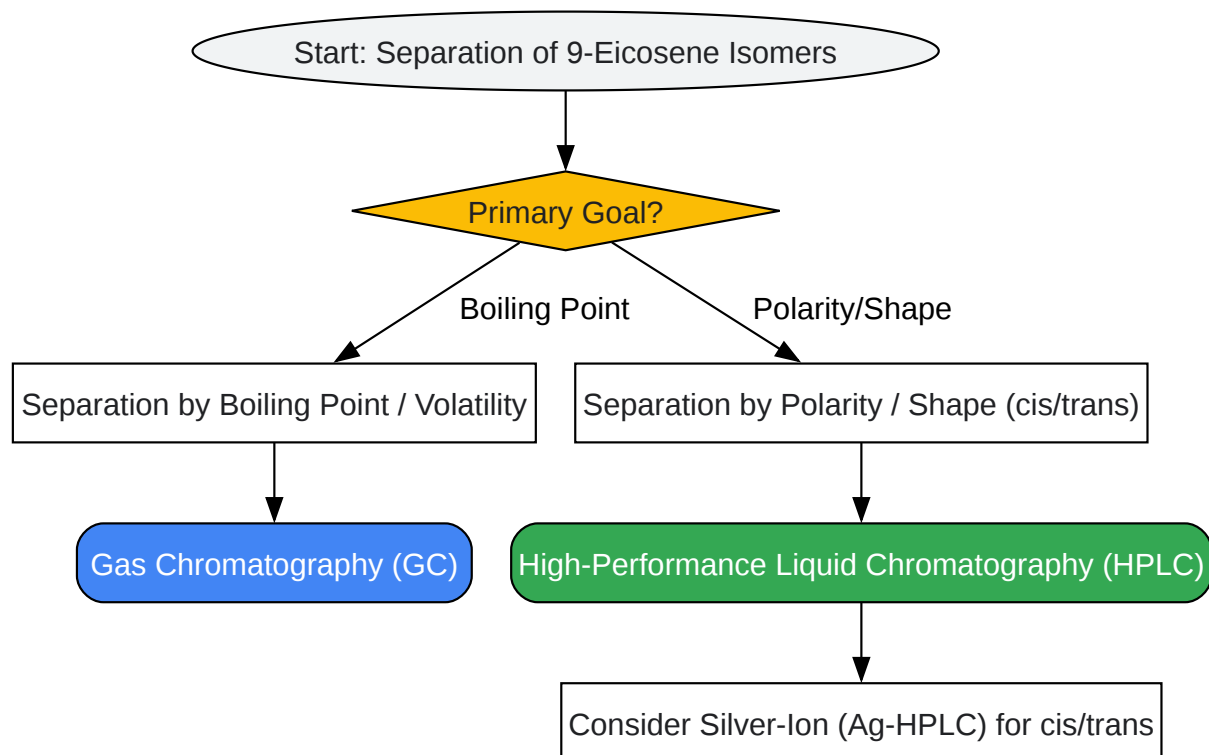 Start: Separation of 9-Eicosene Isomers
Primary Goal?
Boiling Point
Polarity/Shape
Separation by Boiling Point / Volatility
Separation by Polarity / Shape (cis/trans)
Gas Chromatography (GC)
High-Performance Liquid Chromatography (HPLC)
Consider Silver-Ion (Ag-HPLC) for cis/trans